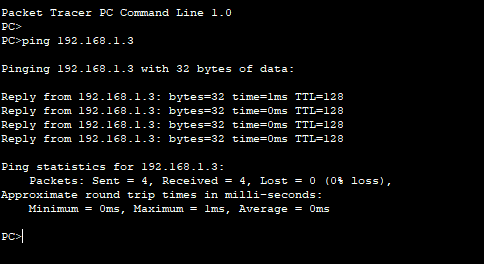 Packet Tracer PC Command Line 1.0
PC>
PC>ping 192.168.1.3
Pinging 192.168.1.3 with 32 bytes of data:
Reply from 192.168.1.3: bytes=32 time=1ms TTL=128
Reply from 192.168.1.3: bytes=32 time=0ms TTL=128
Reply from 192.168.1.3: bytes=32 time=0ms TTL=128
Reply from 192.168.1.3: bytes=32 time=0ms TTL=128
Ping statistics for 192.168.1.3:
    Packets: Sent = 4, Received = 4, Lost = 0 (0% loss),
Approximate round trip times in milli-seconds:
    Minimum = 0ms, Maximum = 1ms, Average = 0ms
PC>